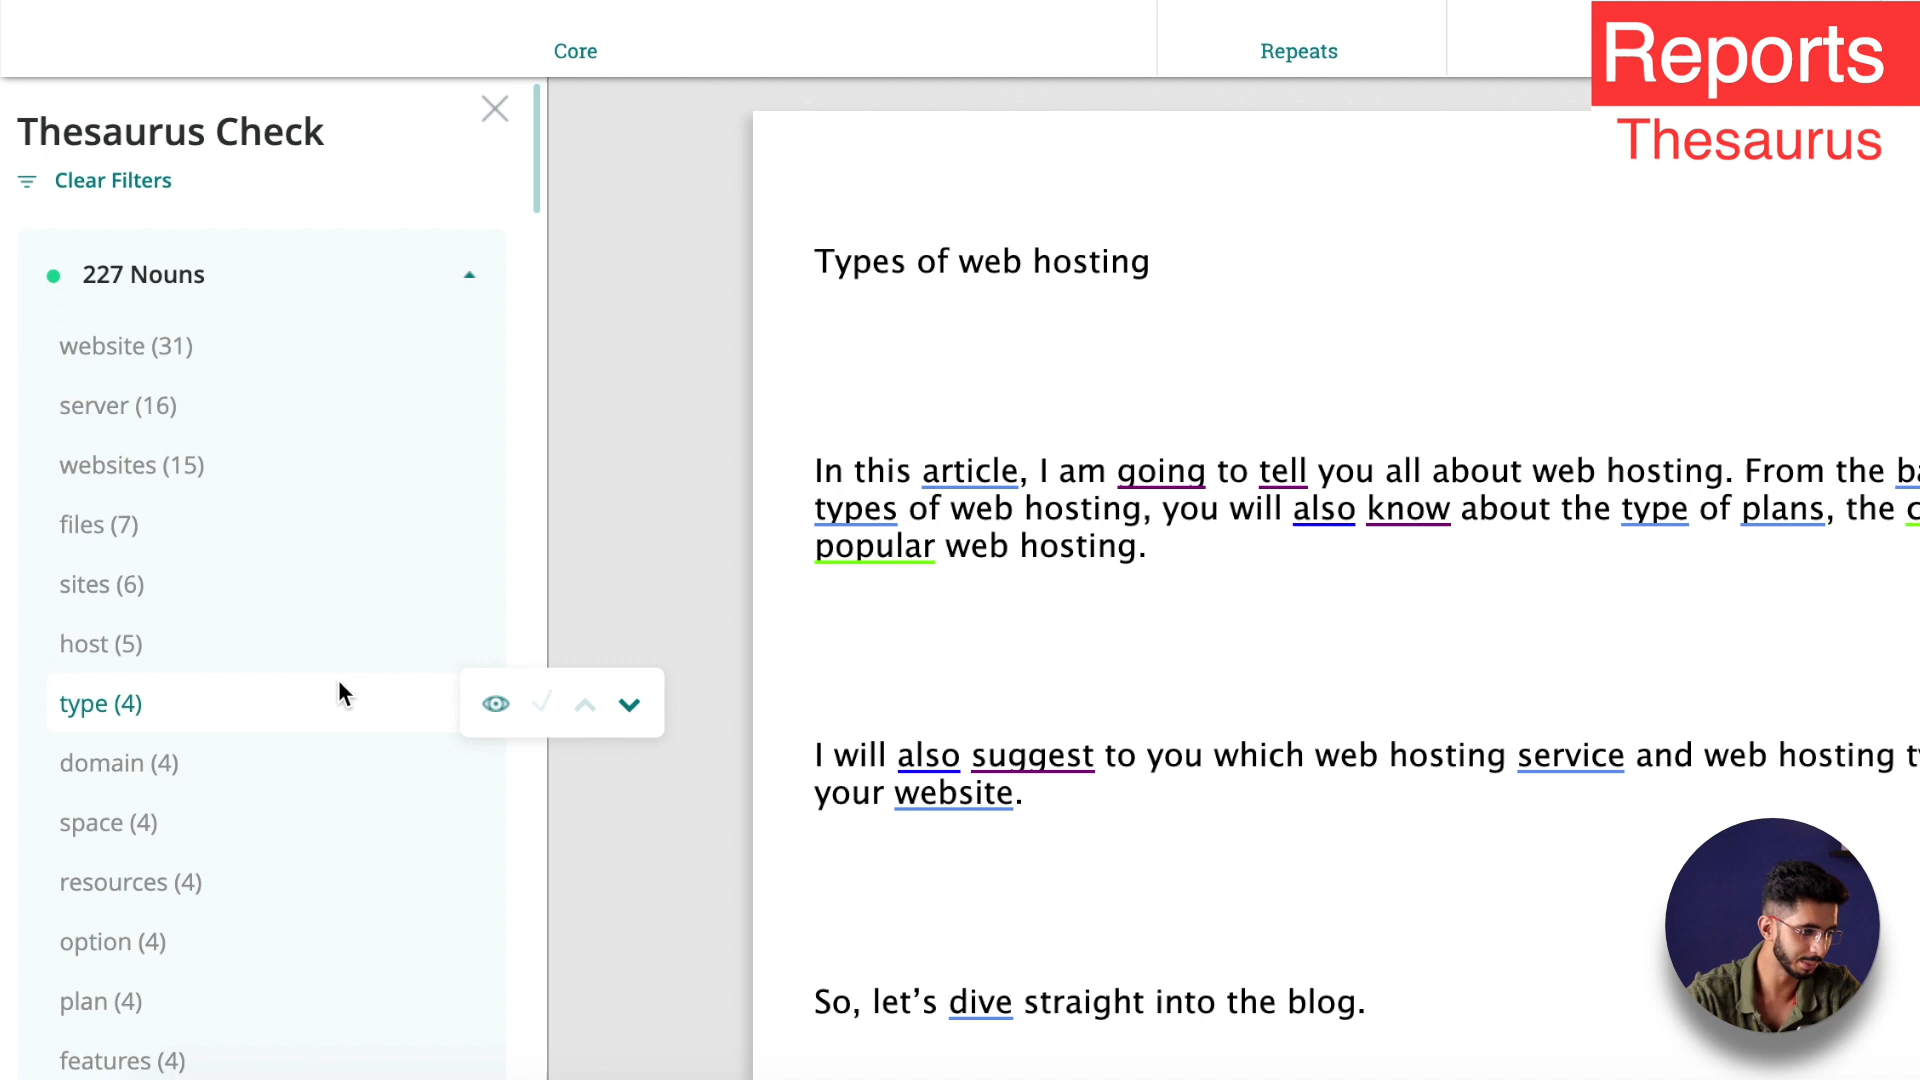 Core
Repeats
Reports
Thesaurus
Thesaurus Check
Clear Filters
227 Nouns
website (31)
server (16)
websites (15)
files (7)
sites (6)
host (5)
type (4)
domain (4)
space (4)
resources (4)
option (4)
plan (4)
features (4)
Types of web hosting
In this article, I am going to tell you all about web hosting. From the
types of web hosting, you will also know about the type of plans, the
popular web hosting.
I will also suggest to you which web hosting service and web hosting
your website.
So, let’s dive straight into the blog.